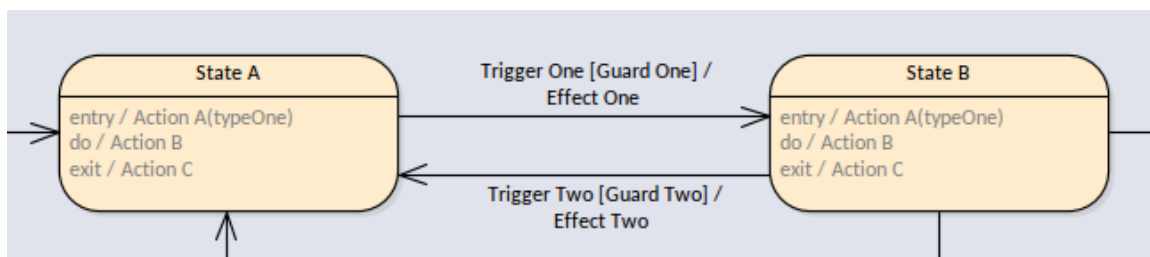 State A
entry / Action A(typeOne)
do / Action B
exit / Action C
Trigger One [Guard One] /
Effect One
Trigger Two [Guard Two] /
Effect Two
State B
entry / Action A(typeOne)
do / Action B
exit / Action C